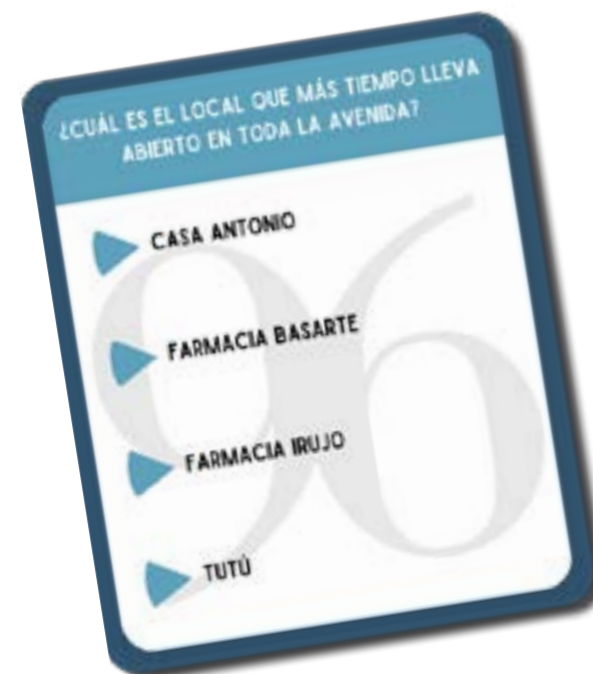 ¿CUÁL ES EL LOCAL QUE MÁS TIEMPO LLEVA
ABIERTO EN TODA LA AVENIDA?
CASA ANTONIO
FARMACIA BASARTE
FARMACIA IRUJO
TUTÚ
96